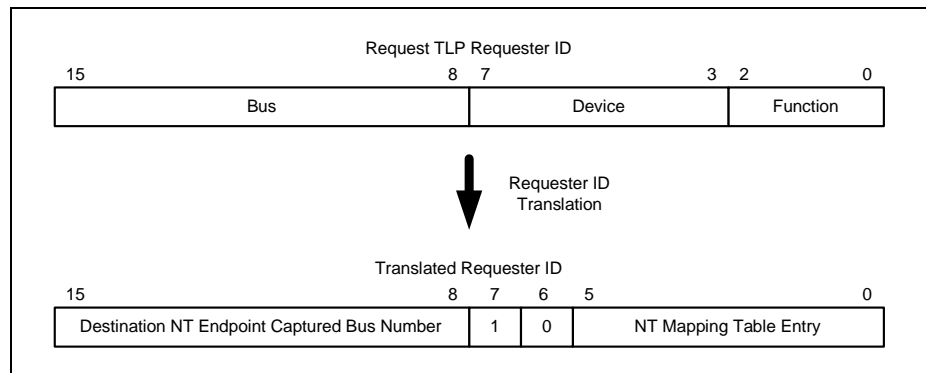 Request TLP Requester ID
15 8 7 3 2 0
Bus Device Function
Requester ID
Translation
Translated Requester ID
15 8 7 6 5 0
Destination NT Endpoint Captured Bus Number 1 0 NT Mapping Table Entry